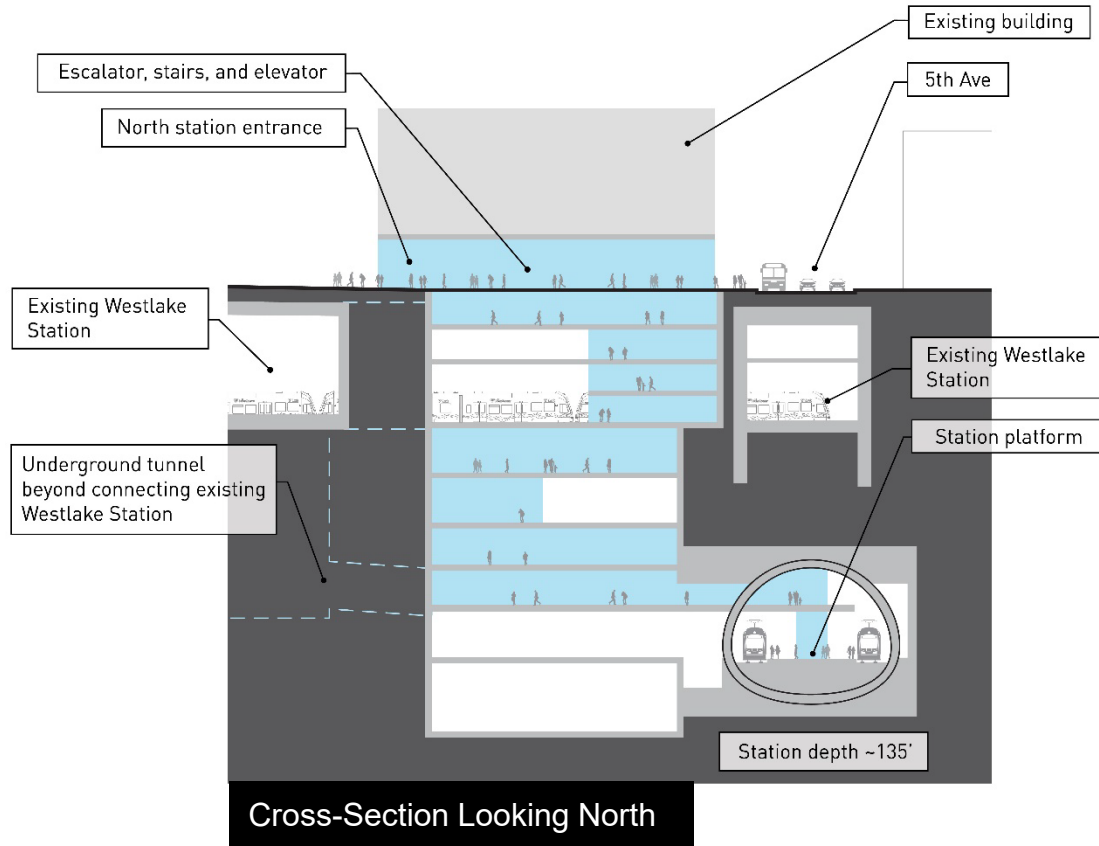 Existing building
Escalator, stairs, and elevator
5th Ave
North station entrance
Existing Westlake
Station
Existing Westlake
Station
Station platform
Underground tunnel
beyond connecting existing
Westlake Station
Station depth ~135'
Cross-Section Looking North